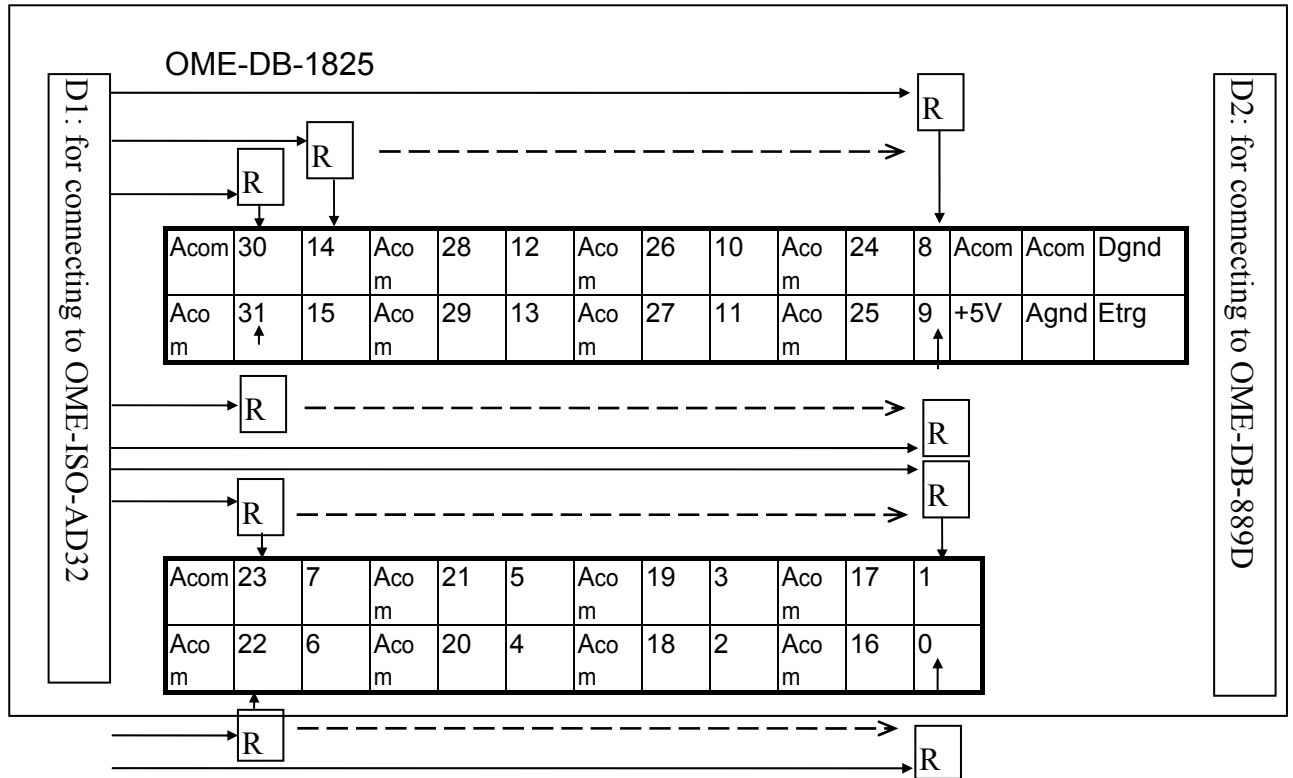 OME-DB-1825
D1: for connecting to OME-ISO-AD32
D2: for connecting to OME-DB-889D
R
R
R
Acom 30 14 Acom 28 12 Acom 26 10 Acom 24 8 Acom Acom Dgnd
Acom 31 15 Acom 29 13 Acom 27 11 Acom 25 9 +5V Agnd Etrg
R
R
R
R
Acom 23 7 Acom 21 5 Acom 19 3 Acom 17 1
Acom 22 6 Acom 20 4 Acom 18 2 Acom 16 0
R
R